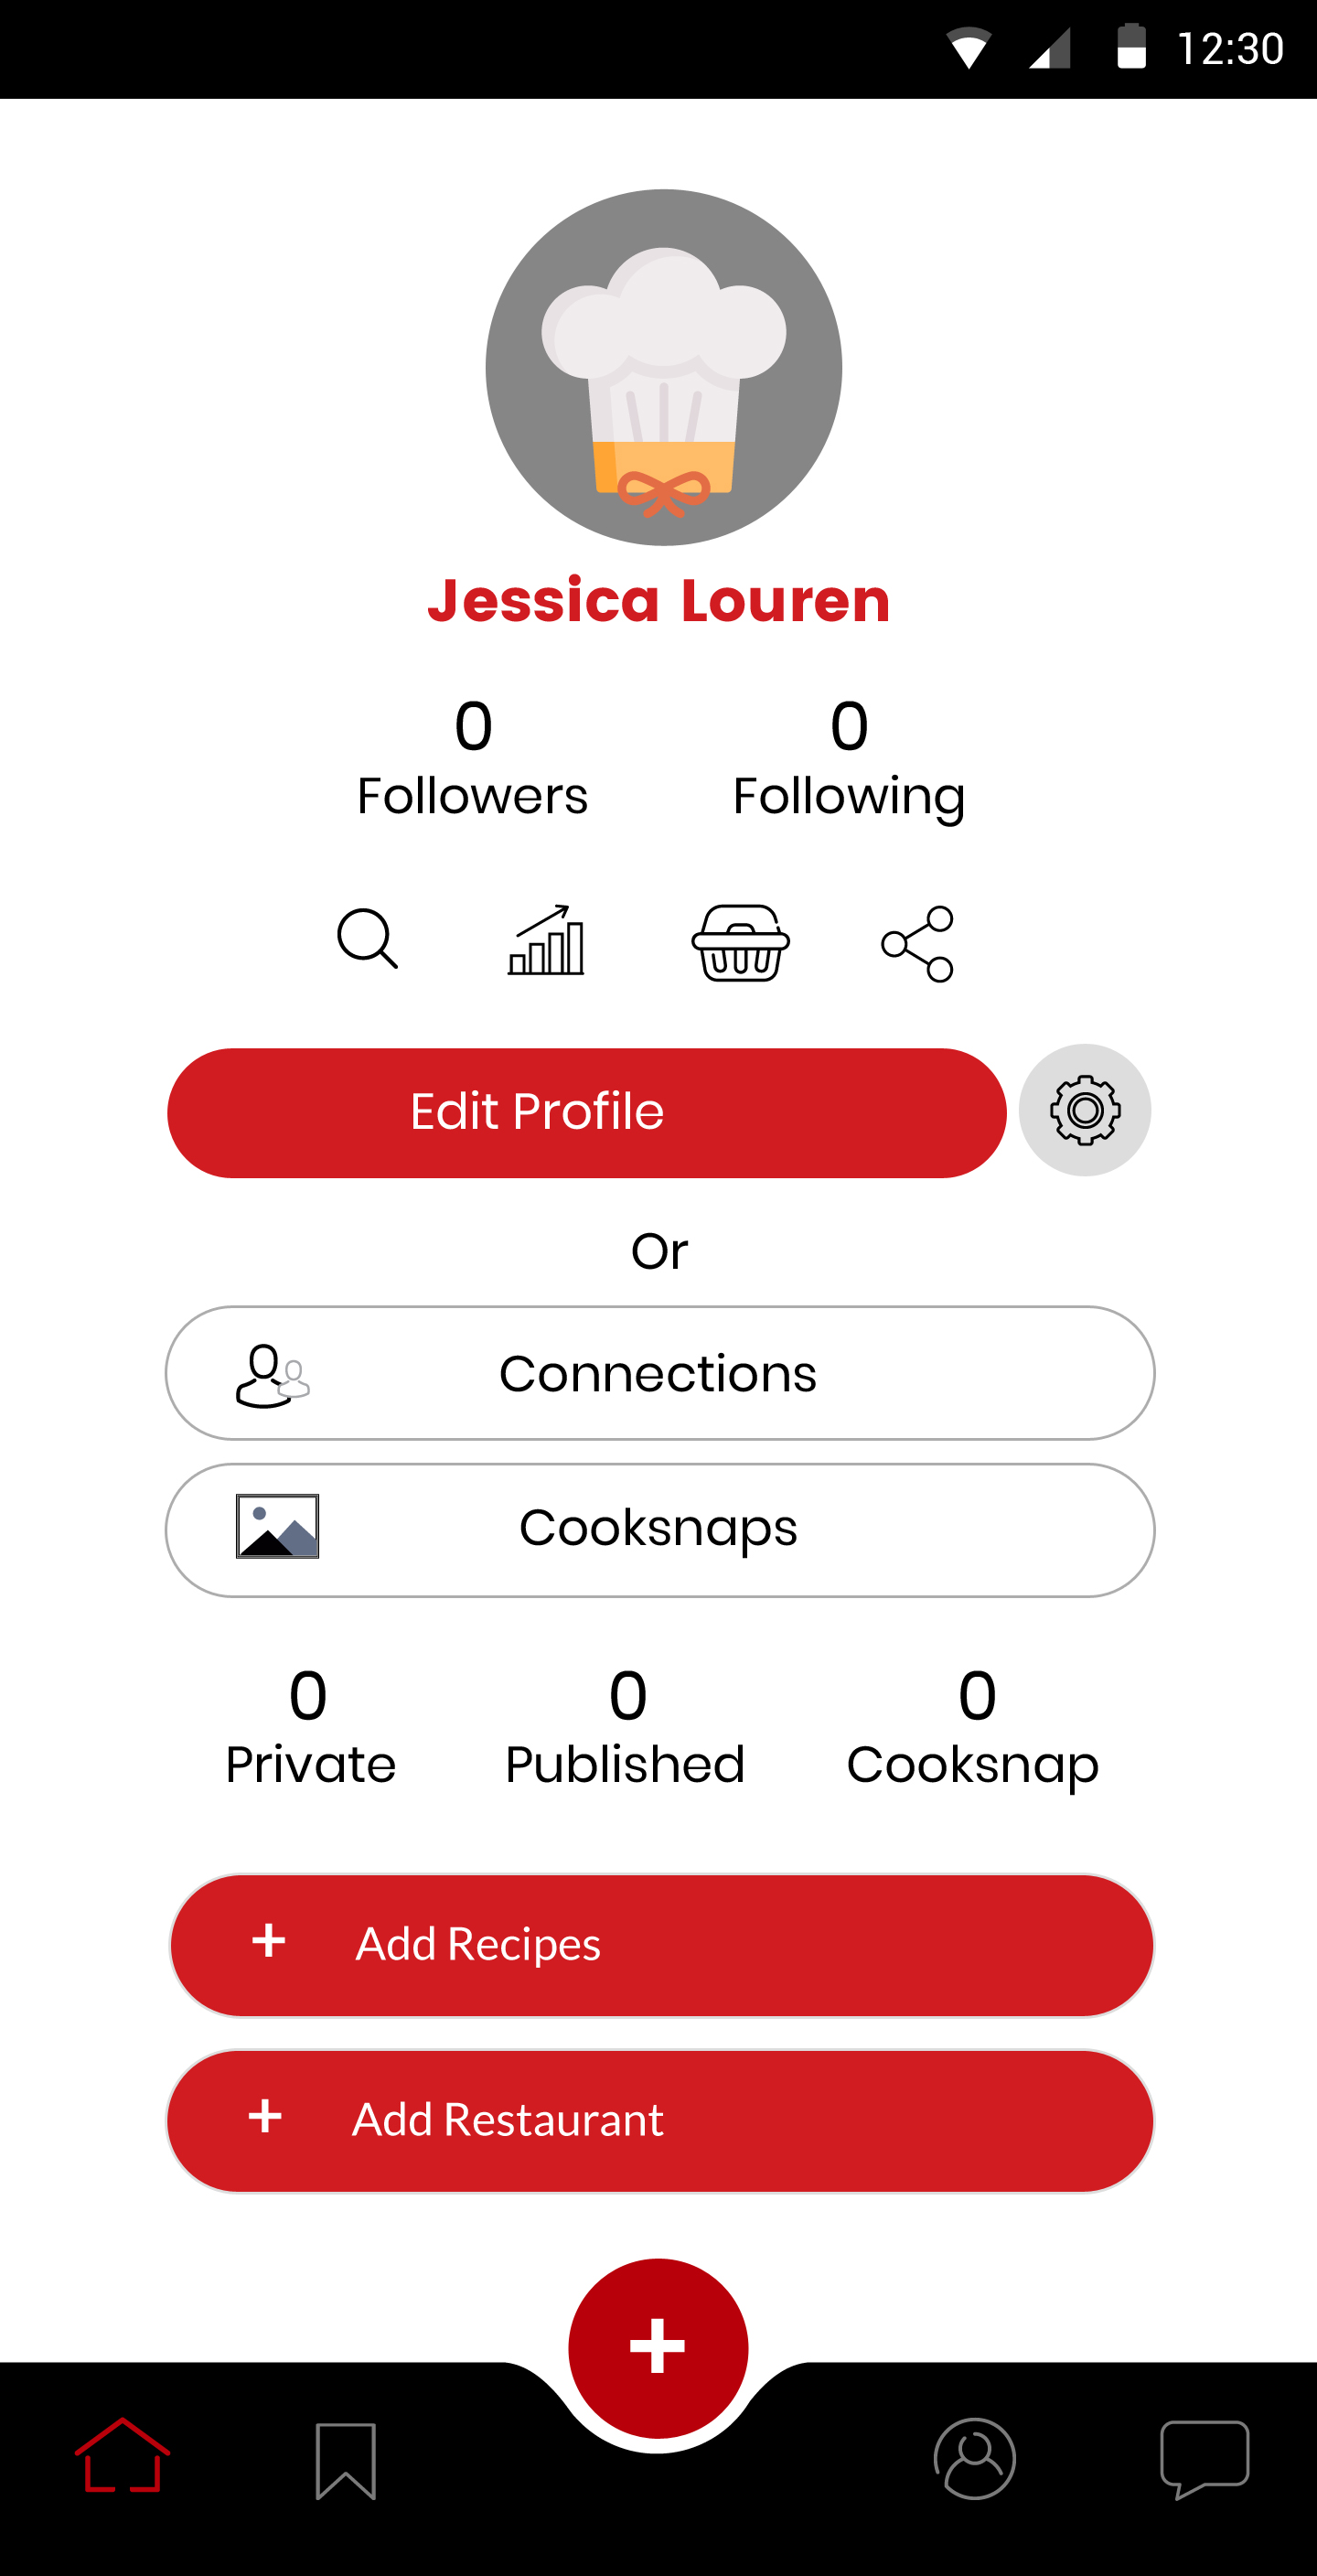 12:30
Jessica Louren
0 0
Followers Following
Edit Profile
Or
Connections
Cooksnaps
0 0 0
Private Published Cooksnap
+ Add Recipes
+ Add Restaurant
+